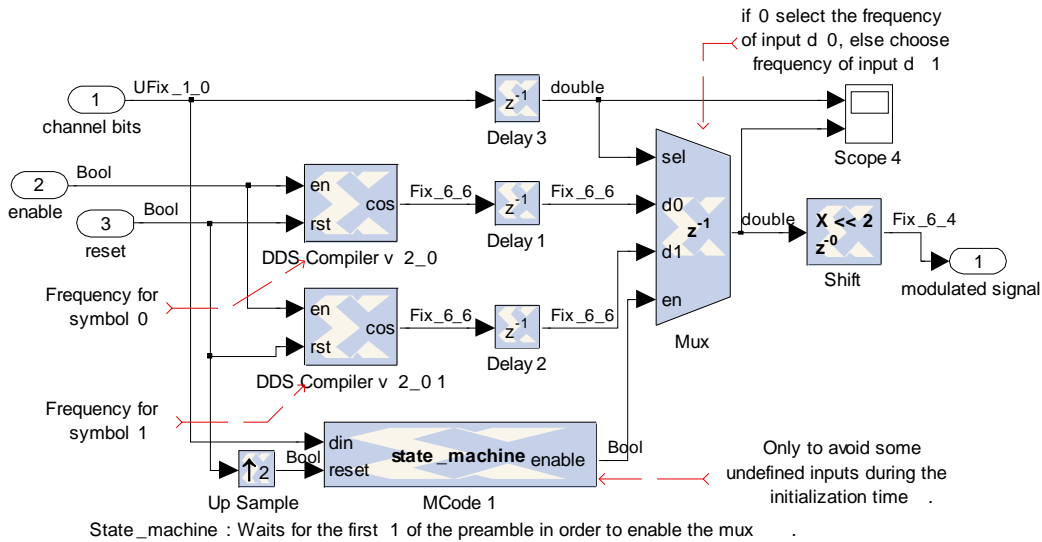 if 0 select the frequency
of input d 0, else choose
frequency of input d 1
1
UFix_1_0
channel bits
z-1
double
Delay 3
Scope 4
2
Bool
enable
3
Bool
reset
en
rst
cos
DDS Compiler v 2_0
Fix_6_6
z-1
Fix_6_6
Delay 1
sel
d0
d1
en
z-1
Mux
double
X << 2
z-0
Shift
Fix_6_4
1
modulated signal
Frequency for
symbol 0
en
rst
cos
DDS Compiler v 2_0 1
Fix_6_6
z-1
Fix_6_6
Delay 2
Frequency for
symbol 1
↑2
Up Sample
Bool
din
reset
state_machine
enable
MCode 1
Bool
Only to avoid some
undefined inputs during the
initialization time .
State_machine : Waits for the first 1 of the preamble in order to enable the mux .